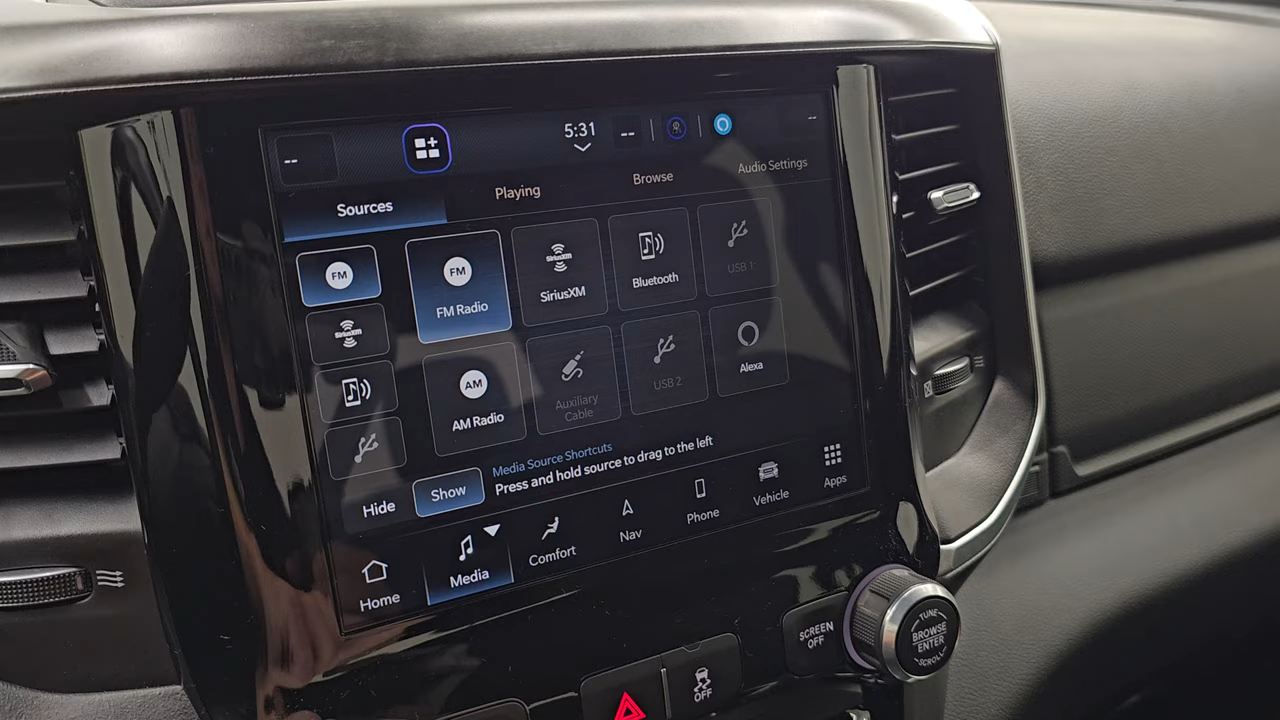 --
5:31
--
--
Sources
Playing
Browse
Audio Settings
FM
SiriusXM
FM
FM Radio
SiriusXM
SiriusXM
Bluetooth
USB 1
AM
AM Radio
Auxiliary
Cable
USB 2
Alexa
Media Source Shortcuts
Press and hold source to drag to the left
Hide
Show
Home
Media
Comfort
Nav
Phone
Vehicle
Apps
SCREEN
OFF
TUNE
BROWSE
ENTER
SCROLL
OFF